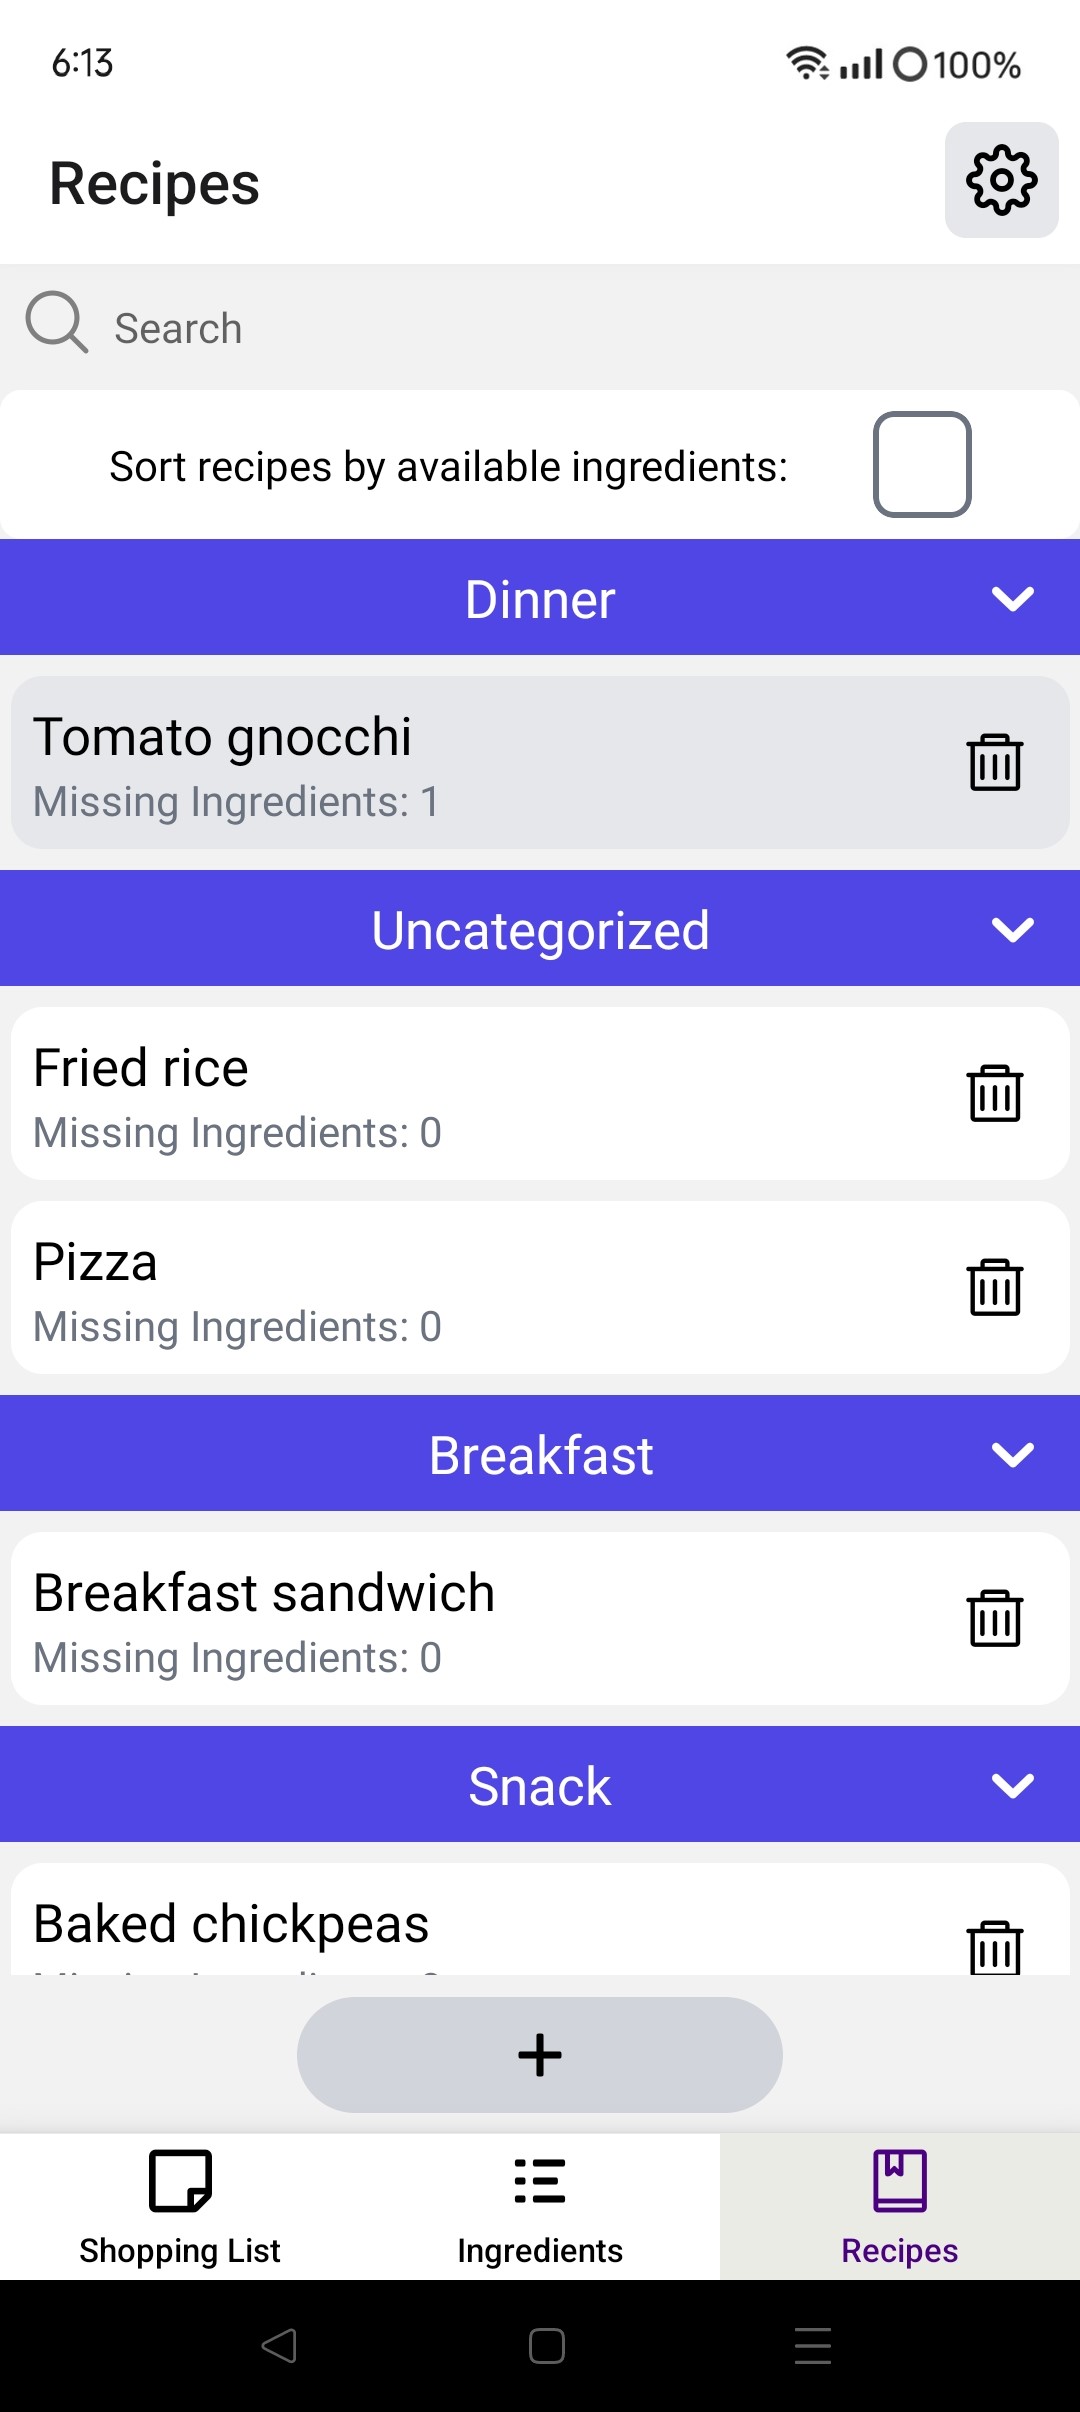 6:13
100%
Recipes
Search
Sort recipes by available ingredients:
Dinner
Tomato gnocchi
Missing Ingredients: 1
Uncategorized
Fried rice
Missing Ingredients: 0
Pizza
Missing Ingredients: 0
Breakfast
Breakfast sandwich
Missing Ingredients: 0
Snack
Baked chickpeas
+
Shopping List
Ingredients
Recipes